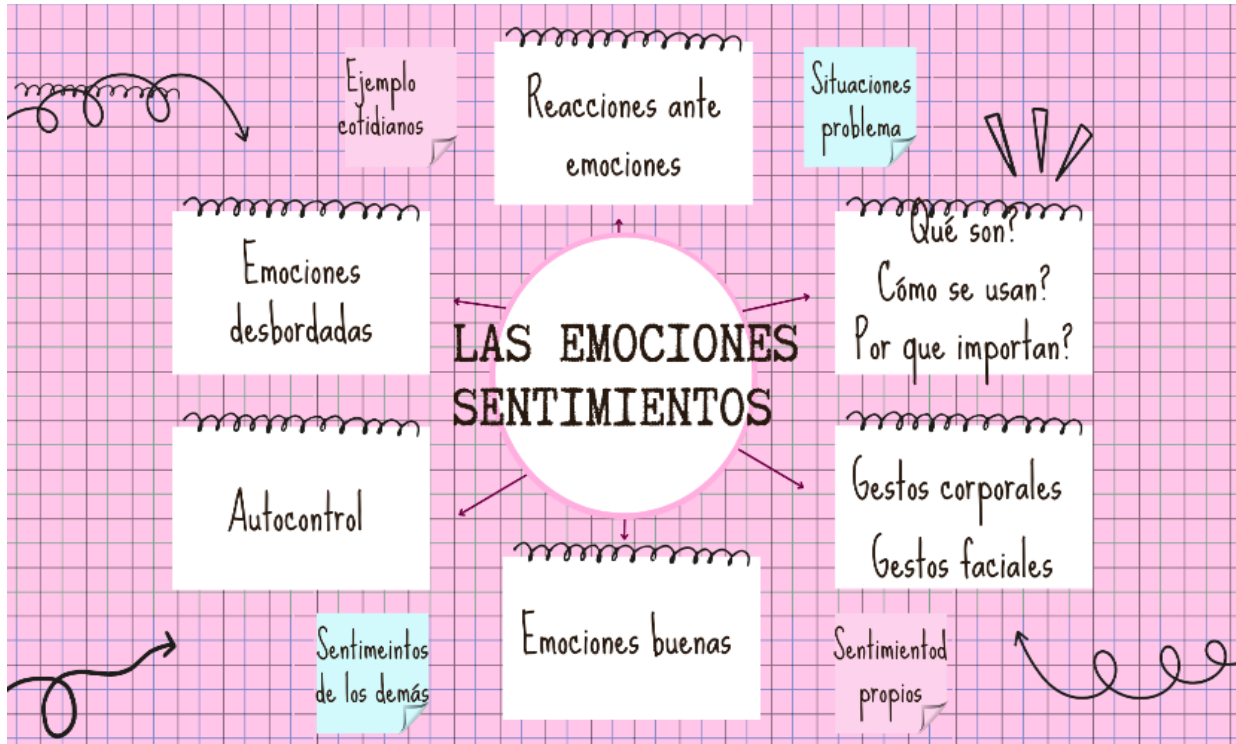 Ejemplo
cotidianos
Reacciones ante
emociones
Situaciones
problema
Emociones
desbordadas
Qué son?
Cómo se usan?
Por que importan?
LAS EMOCIONES
SENTIMIENTOS
Autocontrol
Gestos corporales
Gestos faciales
Emociones buenas
Sentimeintos
de los demás
Sentimientod
propios